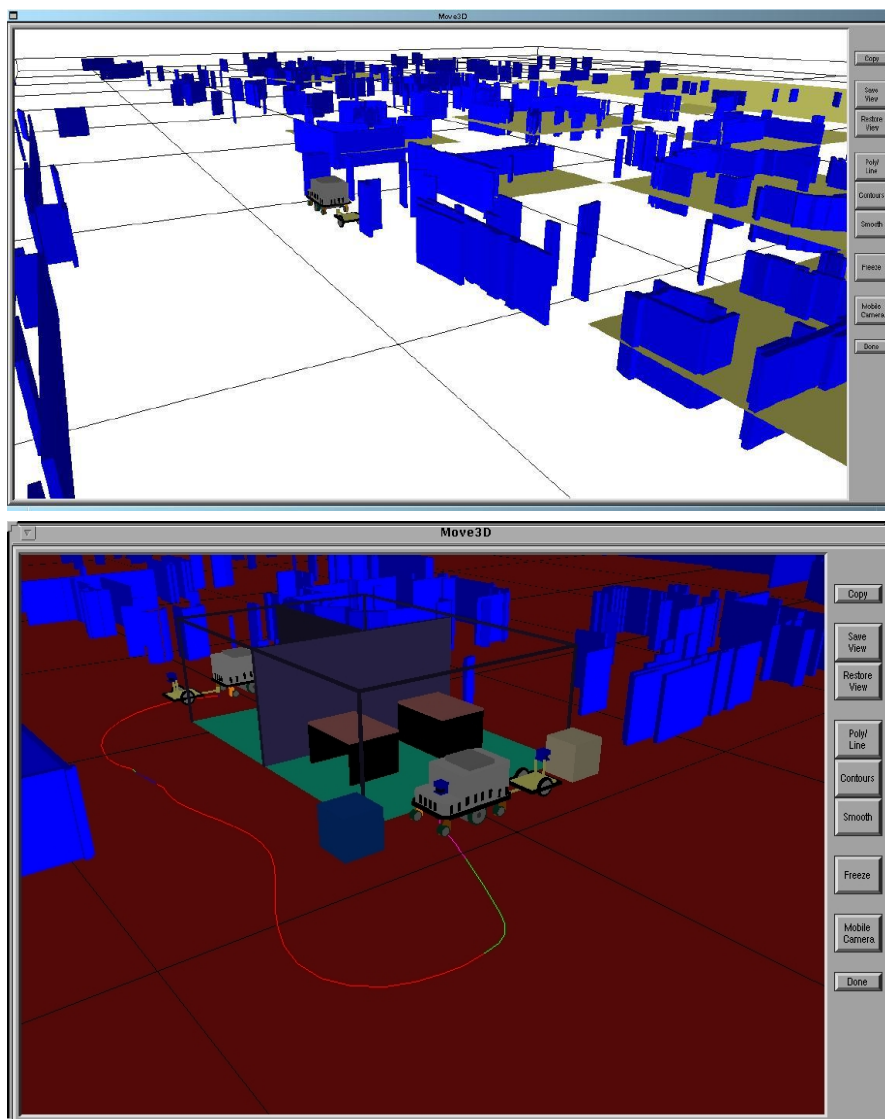 Move3D
Copy
Save
View
Restore
View
Poly/
Line
Contours
Smooth
Freeze
Mobile
Camera
Done
Move3D
Copy
Save
View
Restore
View
Poly/
Line
Contours
Smooth
Freeze
Mobile
Camera
Done